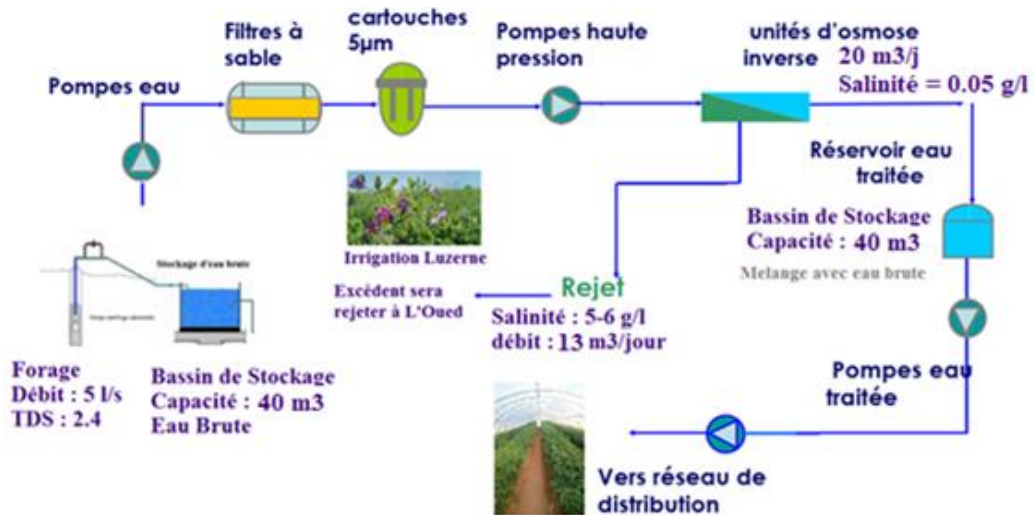 Pompes eau
Filtres à
sable
cartouches
5µm
Pompes haute
pression
unités d'osmose
inverse
20 m3/j
Salinité = 0.05 g/l
Réservoir eau
traitée
Bassin de Stockage
Capacité : 40 m3
Melange avec eau brute
Pompes eau
traitée
Vers réseau de
distribution
Rejet
Salinité : 5-6 g/l
débit : 13 m3/jour
Irrigation Luzerne
Excédent sera
rejeter à L'Oued
Stockage d'eau brute
Forage
Débit : 5 l/s
TDS : 2.4
Bassin de Stockage
Capacité : 40 m3
Eau Brute